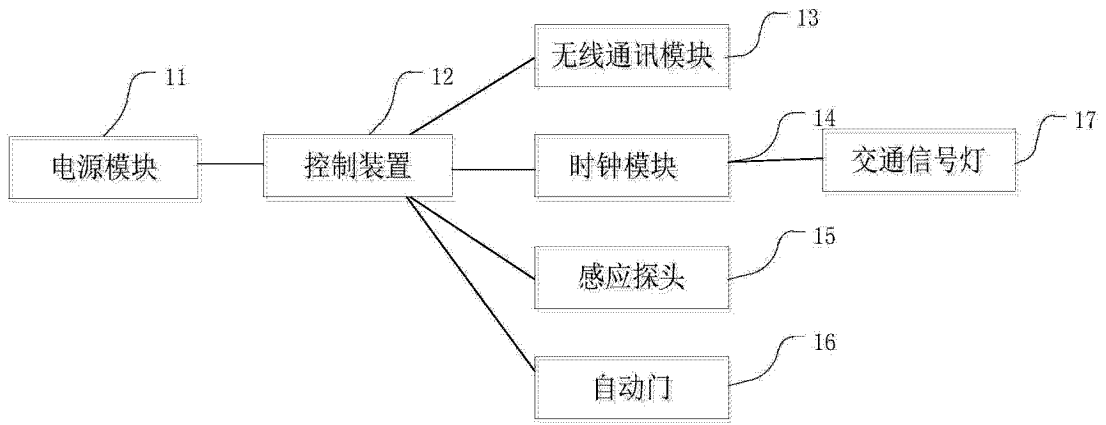 13
无线通讯模块
11
12
电源模块
控制装置
14
时钟模块
17
交通信号灯
15
感应探头
16
自动门